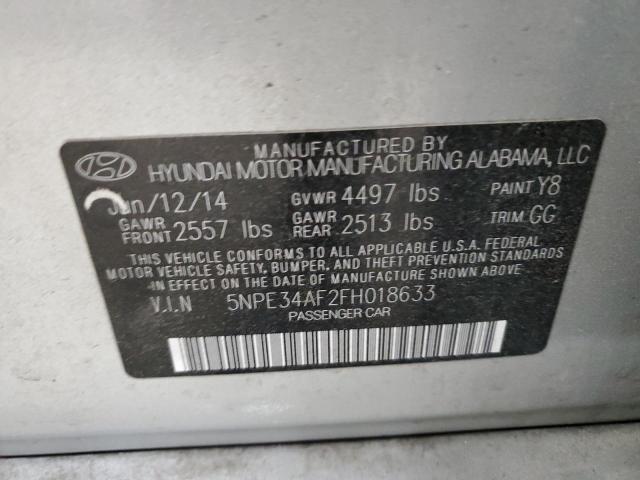 MANUFACTURED BY
HYUNDAI MOTOR MANUFACTURING ALABAMA, LLC
Jun/12/14 GVWR 4497 lbs PAINT Y8
GAWR FRONT 2557 lbs GAWR REAR 2513 lbs TRIM GG
THIS VEHICLE CONFORMS TO ALL APPLICABLE U.S.A. FEDERAL
MOTOR VEHICLE SAFETY, BUMPER, AND THEFT PREVENTION STANDARDS
IN EFFECT ON THE DATE OF MANUFACTURE SHOWN ABOVE.
V.I.N 5NPE34AF2FH018633
PASSENGER CAR